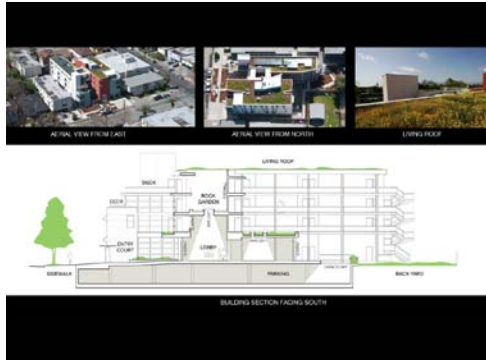 AERIAL VIEW FROM EAST
AERIAL VIEW FROM NORTH
LIVING ROOF
LIVING ROOF
DECK
ROCK
GARDEN
DECK
ENTRY
COURT
LOBBY
SIDEWALK
PARKING
BACK YARD
BUILDING SECTION FACING SOUTH